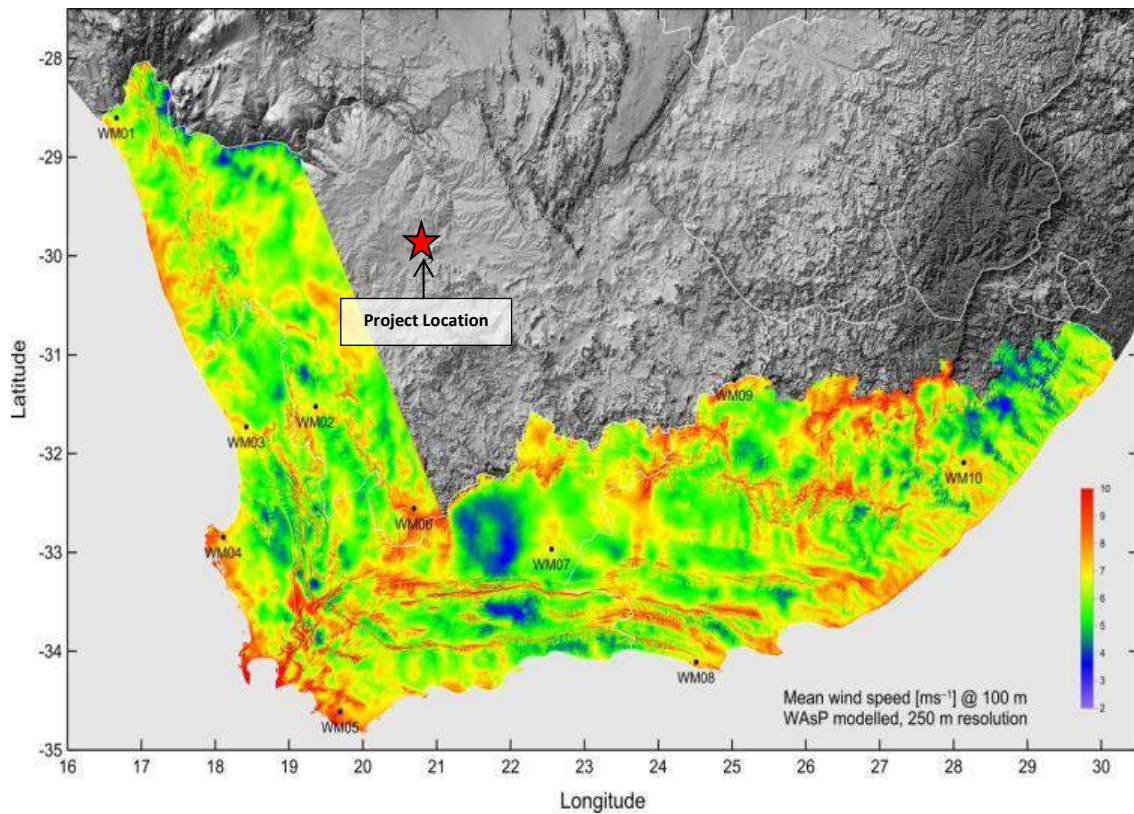 -28
-29
-30
-31
-32
-33
-34
-35
Latitude
WM01
Project Location
WM09
WM02
WM03
WM10
WM06
WM04
WM07
WM08
WM05
10
9
8
7
6
5
4
3
2
Mean wind speed [ms⁻¹] @ 100 m
WAsP modelled, 250 m resolution
16 17 18 19 20 21 22 23 24 25 26 27 28 29 30
Longitude